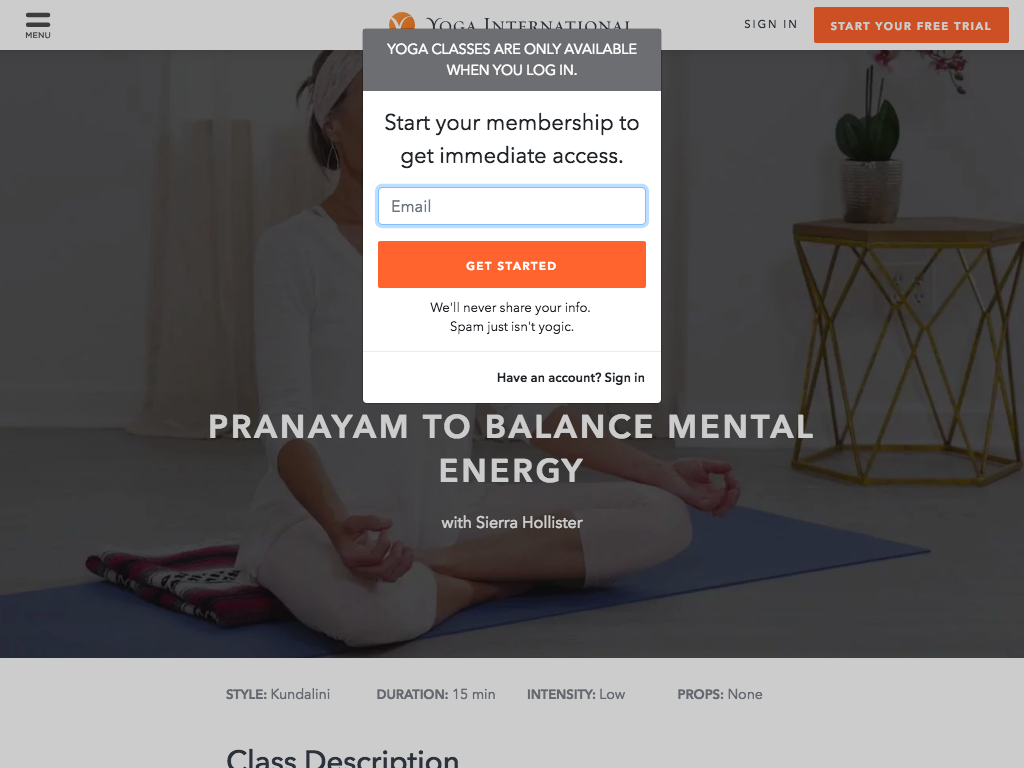 MENU
YOGA INTERNATIONAL
SIGN IN
START YOUR FREE TRIAL
YOGA CLASSES ARE ONLY AVAILABLE
WHEN YOU LOG IN.
Start your membership to
get immediate access.
Email
GET STARTED
We'll never share your info.
Spam just isn't yogic.
Have an account? Sign in
PRANAYAM TO BALANCE MENTAL
ENERGY
with Sierra Hollister
STYLE: Kundalini DURATION: 15 min INTENSITY: Low PROPS: None
Class Description